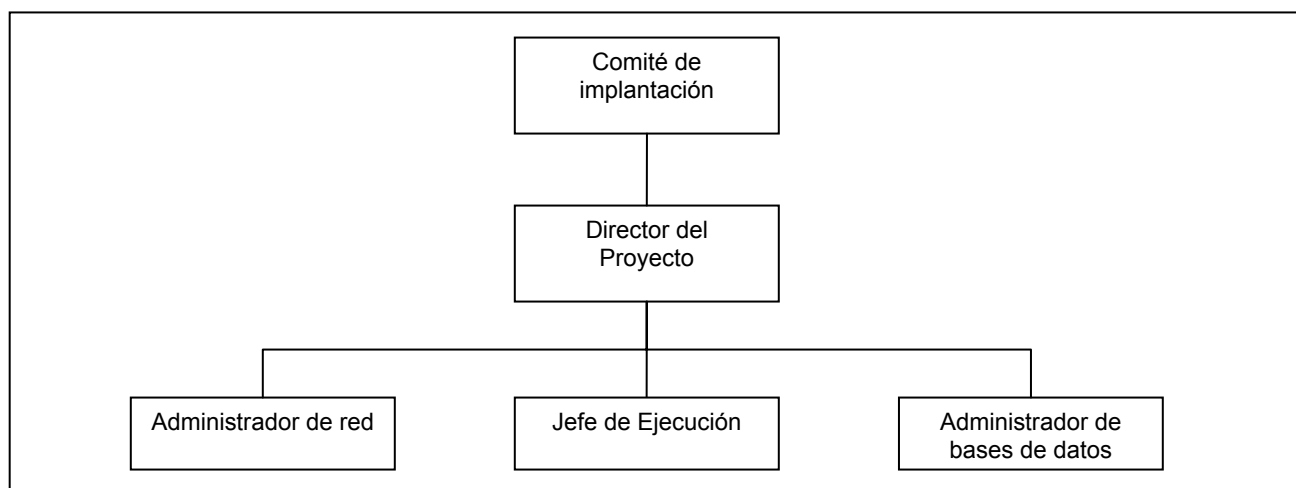 Comité de
implantación
Director del
Proyecto
Administrador de red
Jefe de Ejecución
Administrador de
bases de datos